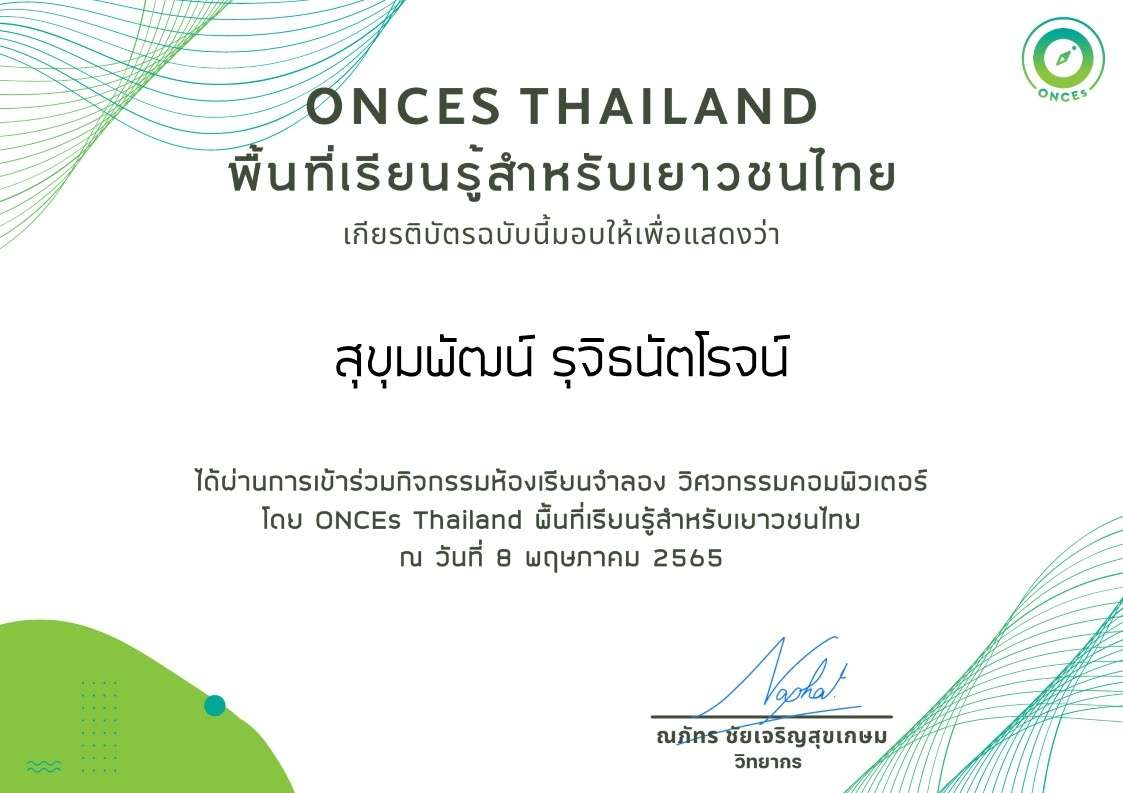 ONCEs
ONCES THAILAND
พื้นที่เรียนรู้สำหรับเยาวชนไทย
เกียรติบัตรฉบับนี้มอบให้เพื่อแสดงว่า
สุขุมพัฒน์ รุจิธนัตโรจน์
ได้ผ่านการเข้าร่วมกิจกรรมห้องเรียนจำลอง วิศวกรรมคอมพิวเตอร์
โดย ONCEs Thailand พื้นที่เรียนรู้สำหรับเยาวชนไทย
ณ วันที่ 8 พฤษภาคม 2565
Naphat.
ณภัทร ชัยเจริญสุขเกษม
วิทยากร